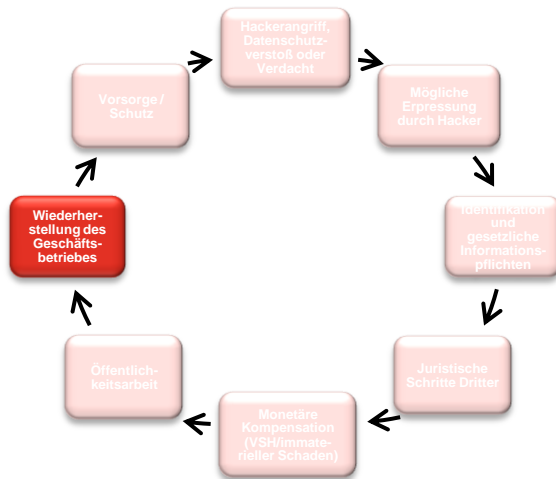 Hackerangriff,
Datenschutz-
verstoß oder
Verdacht
Mögliche
Erpressung
durch Hacker
Identifikation
und
gesetzliche
Informations-
pflichten
Juristische
Schritte Dritter
Monetäre
Kompensation
(VSH/immate-
rieller Schaden)
Öffentlich-
keitsarbeit
Wiederher-
stellung des
Geschäfts-
betriebes
Vorsorge /
Schutz